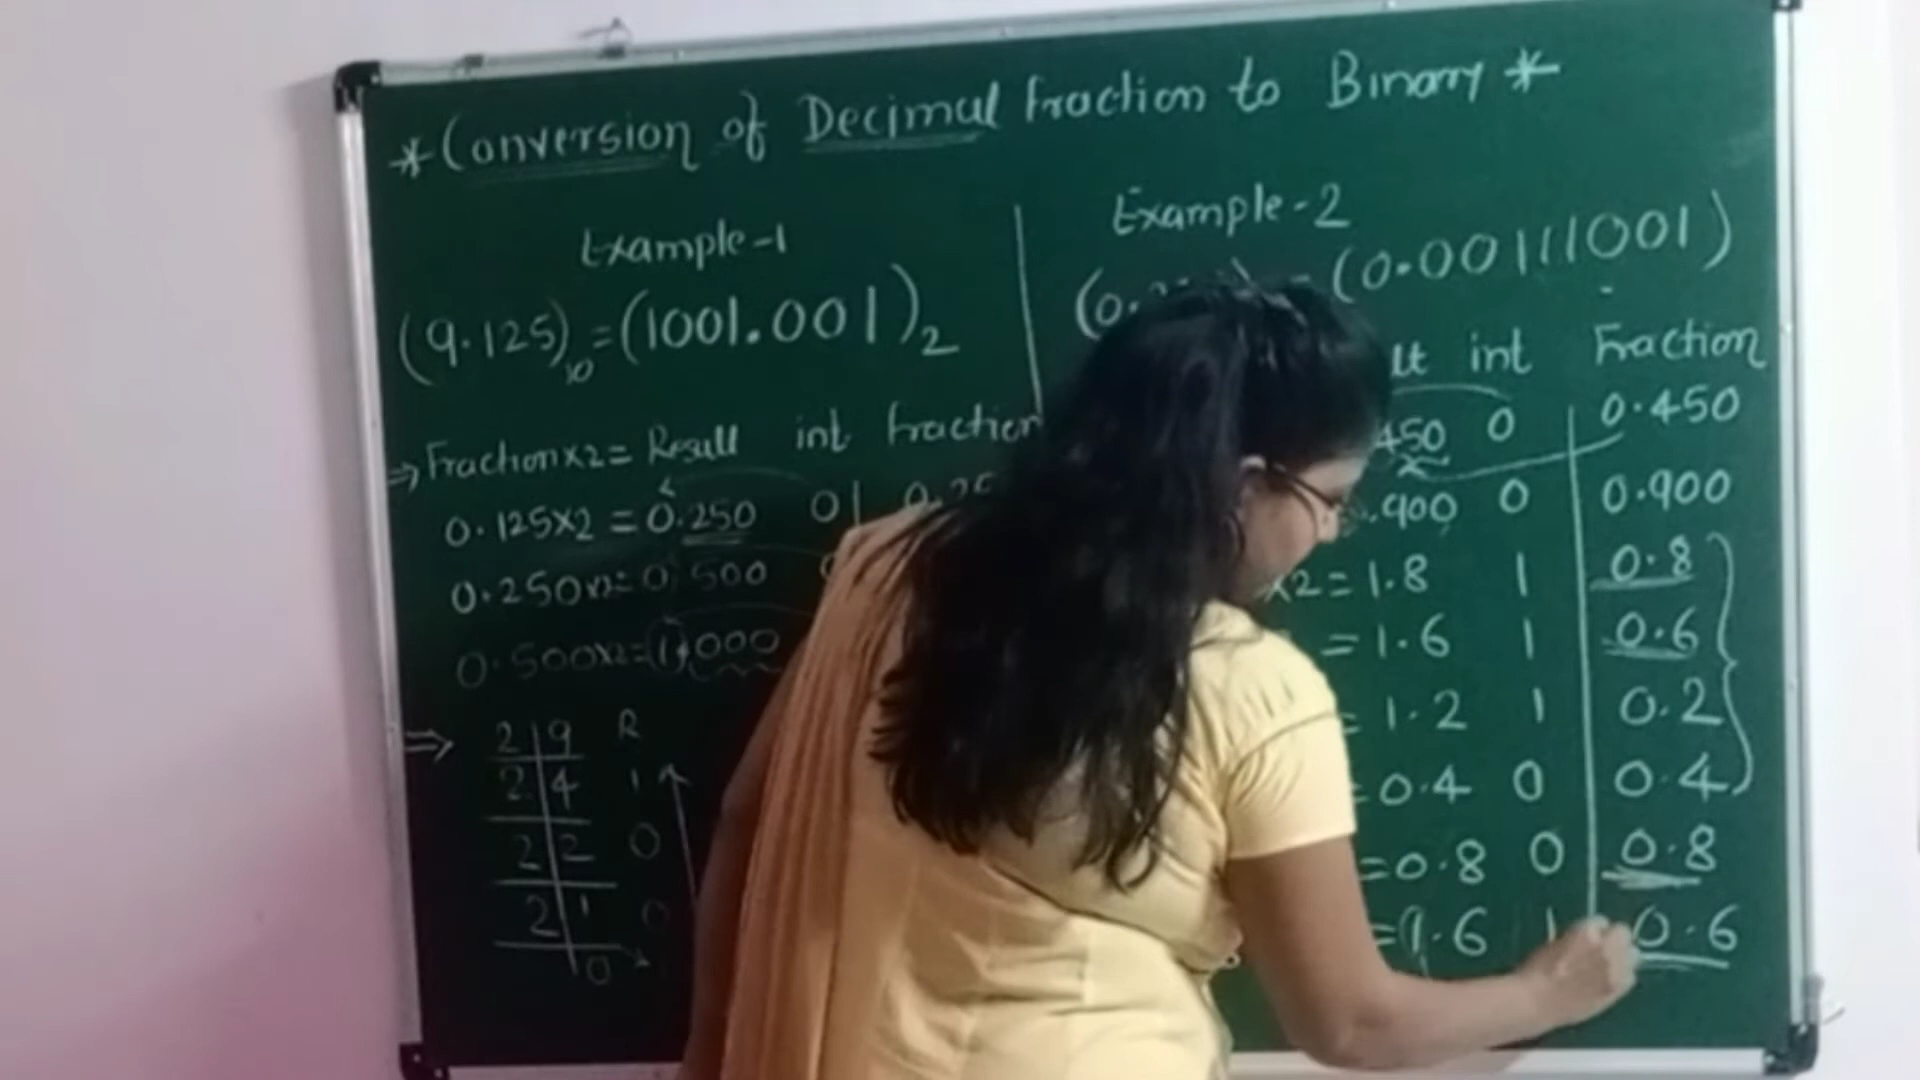 *Conversion of Decimal fraction to Binary *
Example-1
(9.125)10=(1001.001)2
⇒Fraction×2= Result int fraction
0.125×2=0.250 0
0.250×2=0.500
0.500×2=1.000
⇒ 2 9 R
2 4 1
2 2 0
2 1 0
0
Example-2
(0. = (0.00111001)
int Fraction
450 0 0.450
.900 0 0.900
×2=1.8 1 0.8
=1.6 1 0.6
=1.2 1 0.2
=0.4 0 0.4
=0.8 0 0.8
=1.6 1 0.6